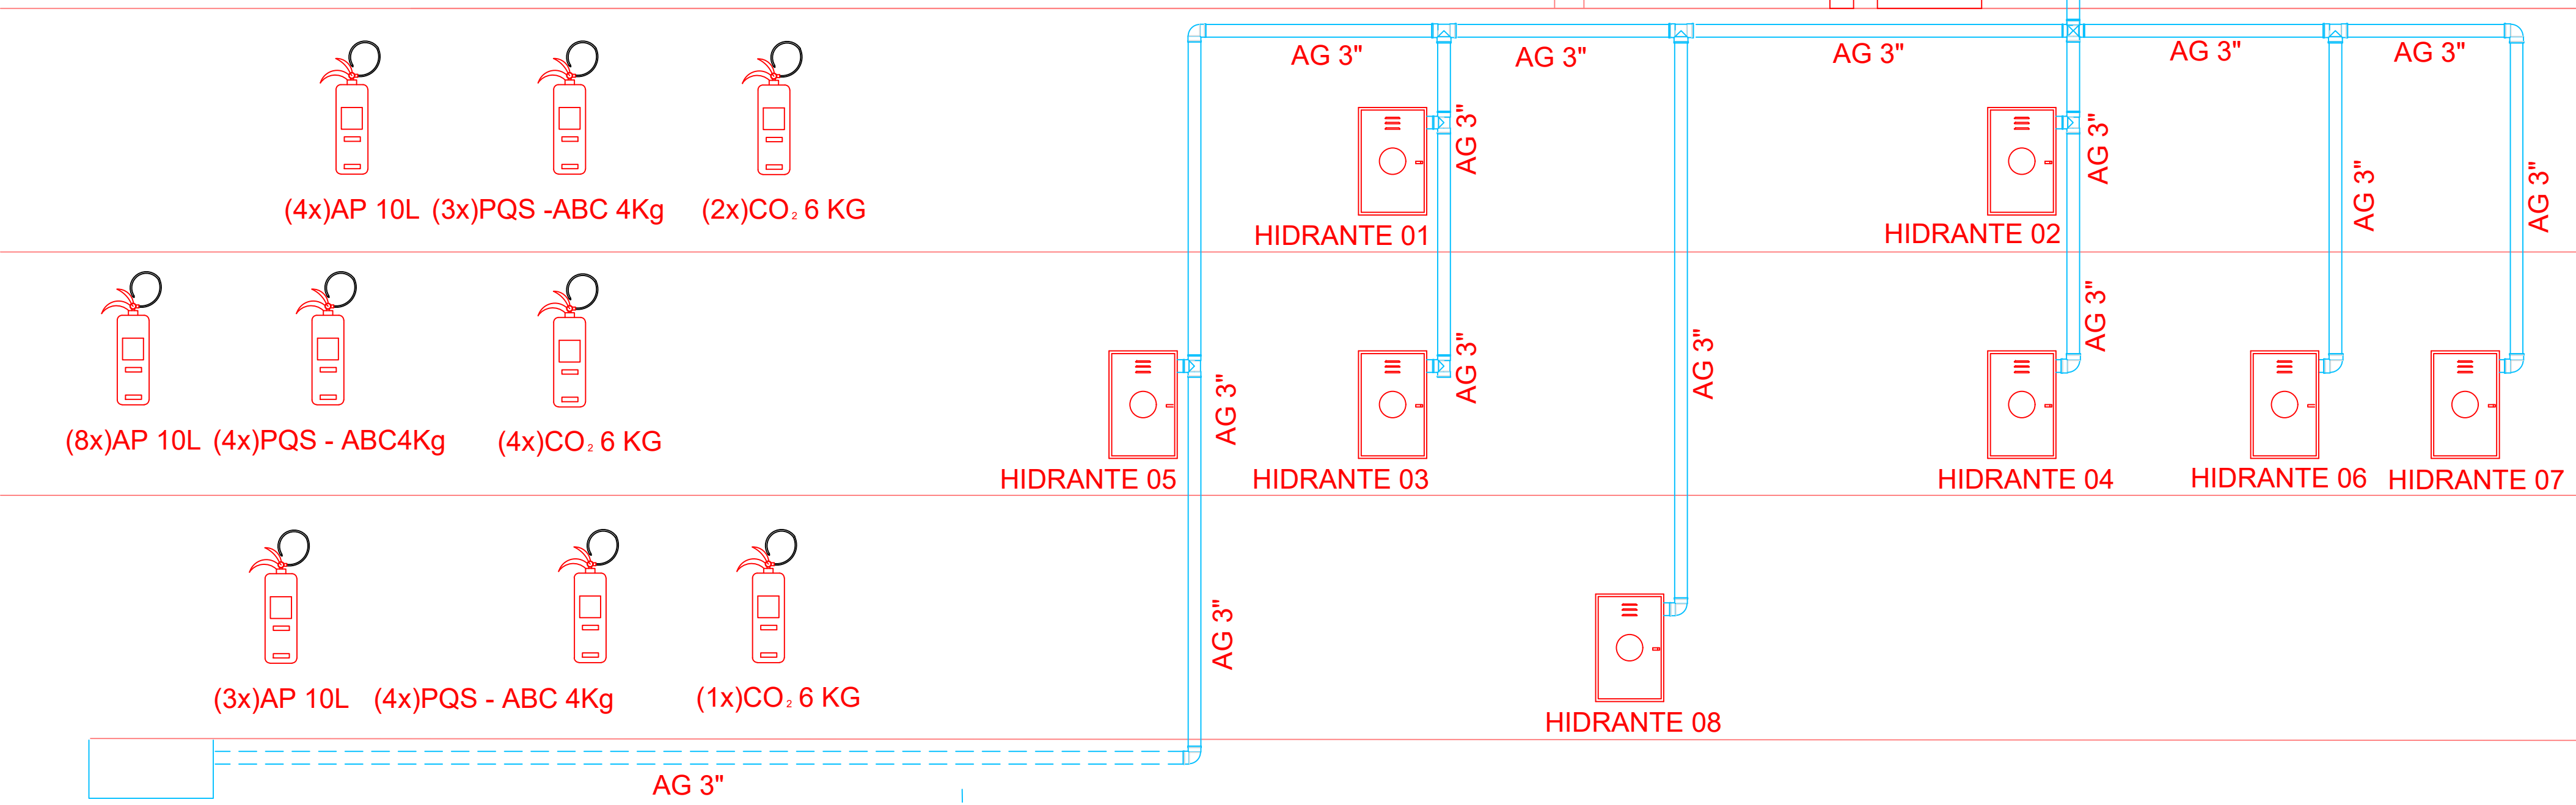 AG 3"
AG 3"
AG 3"
AG 3"
AG 3"
AG 3"
AG 3"
AG 3"
AG 3"
(4x)AP 10L (3x)PQS -ABC 4Kg (2x)CO₂ 6 KG
HIDRANTE 01
HIDRANTE 02
AG 3"
AG 3"
AG 3"
AG 3"
(8x)AP 10L (4x)PQS - ABC4Kg (4x)CO₂ 6 KG
HIDRANTE 05
HIDRANTE 03
HIDRANTE 04
HIDRANTE 06
HIDRANTE 07
AG 3"
(3x)AP 10L (4x)PQS - ABC 4Kg (1x)CO₂ 6 KG
HIDRANTE 08
AG 3"